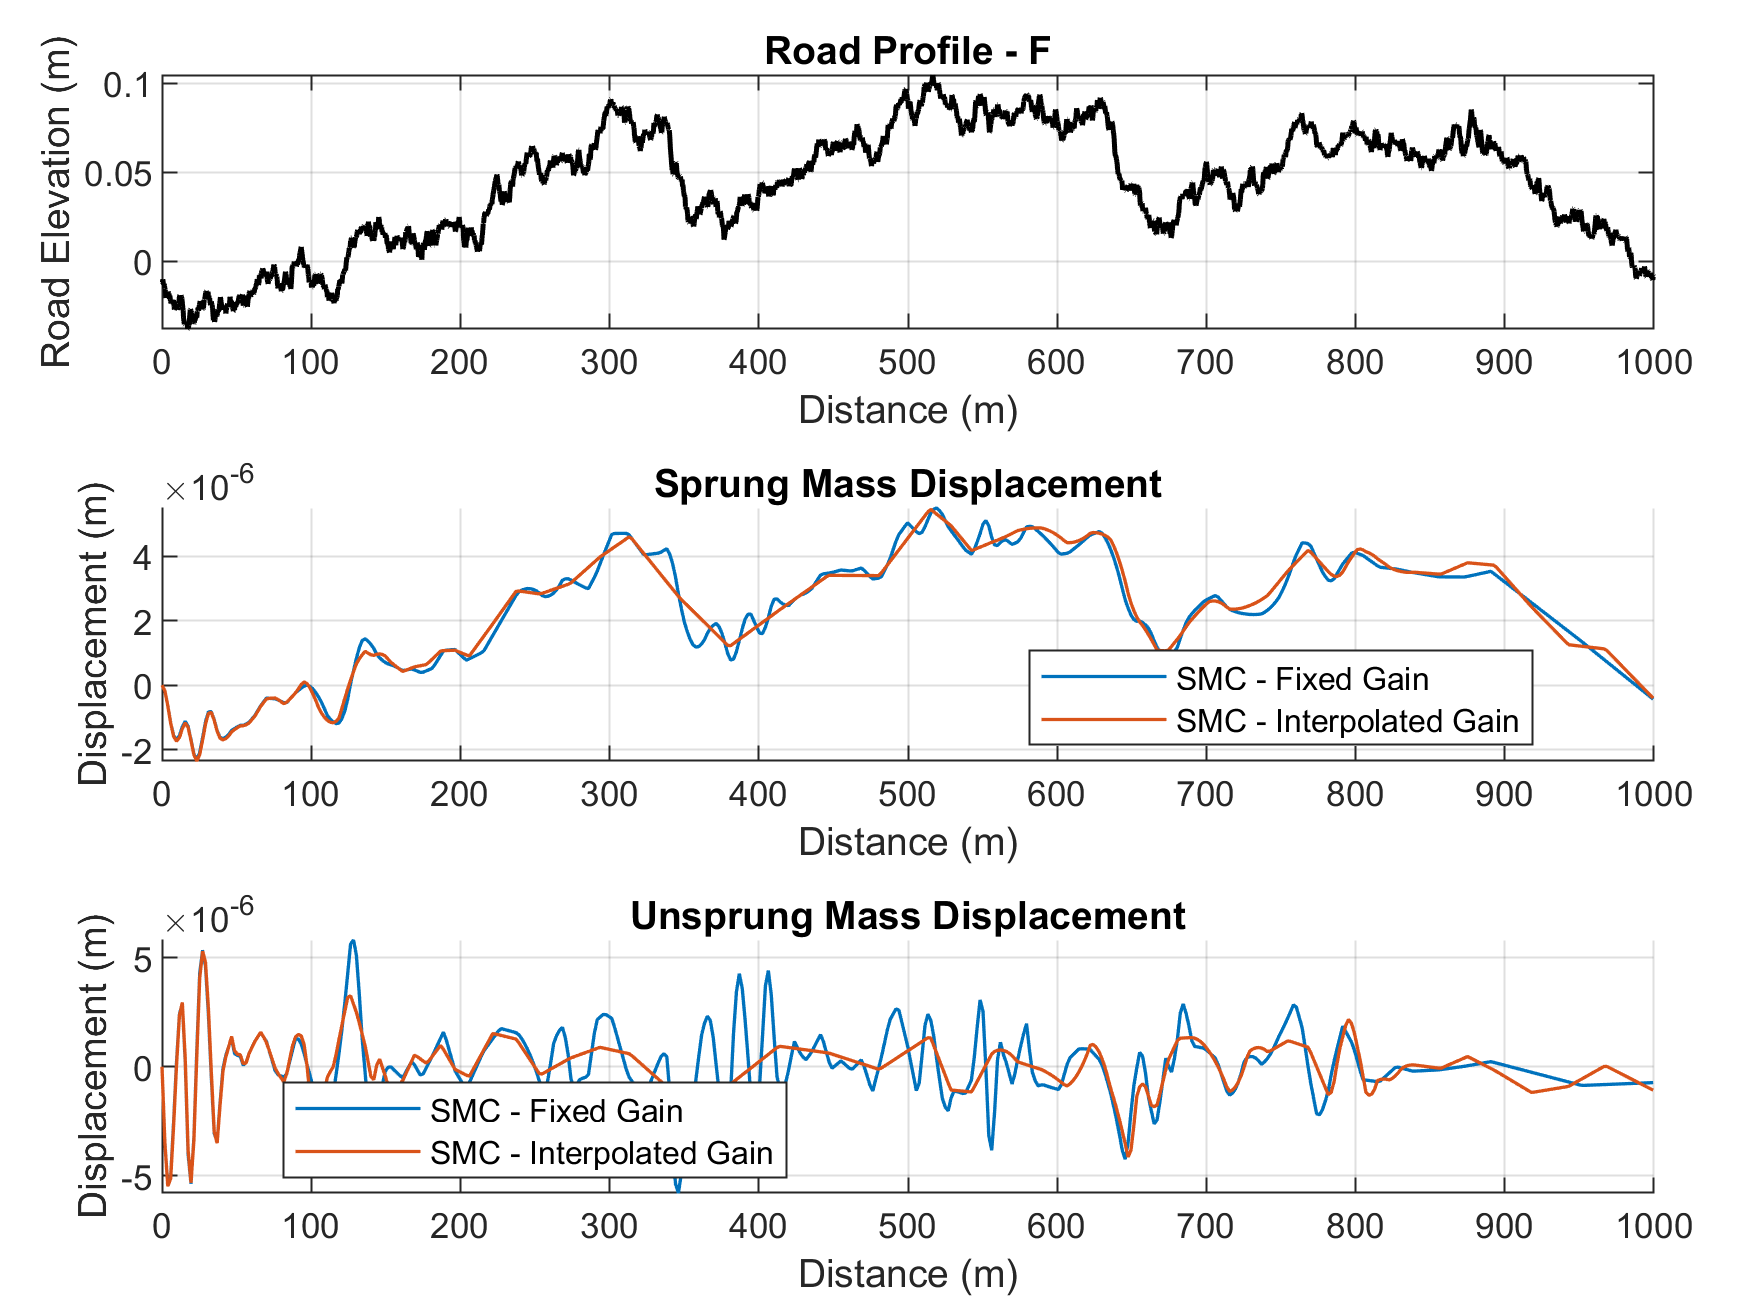 Road Profile - F
Road Elevation (m)
0.1
0.05
0
0 100 200 300 400 500 600 700 800 900 1000
Distance (m)
×10-6
Sprung Mass Displacement
Displacement (m)
4
2
0
-2
SMC - Fixed Gain
SMC - Interpolated Gain
0 100 200 300 400 500 600 700 800 900 1000
Distance (m)
×10-6
Unsprung Mass Displacement
Displacement (m)
5
0
-5
SMC - Fixed Gain
SMC - Interpolated Gain
0 100 200 300 400 500 600 700 800 900 1000
Distance (m)